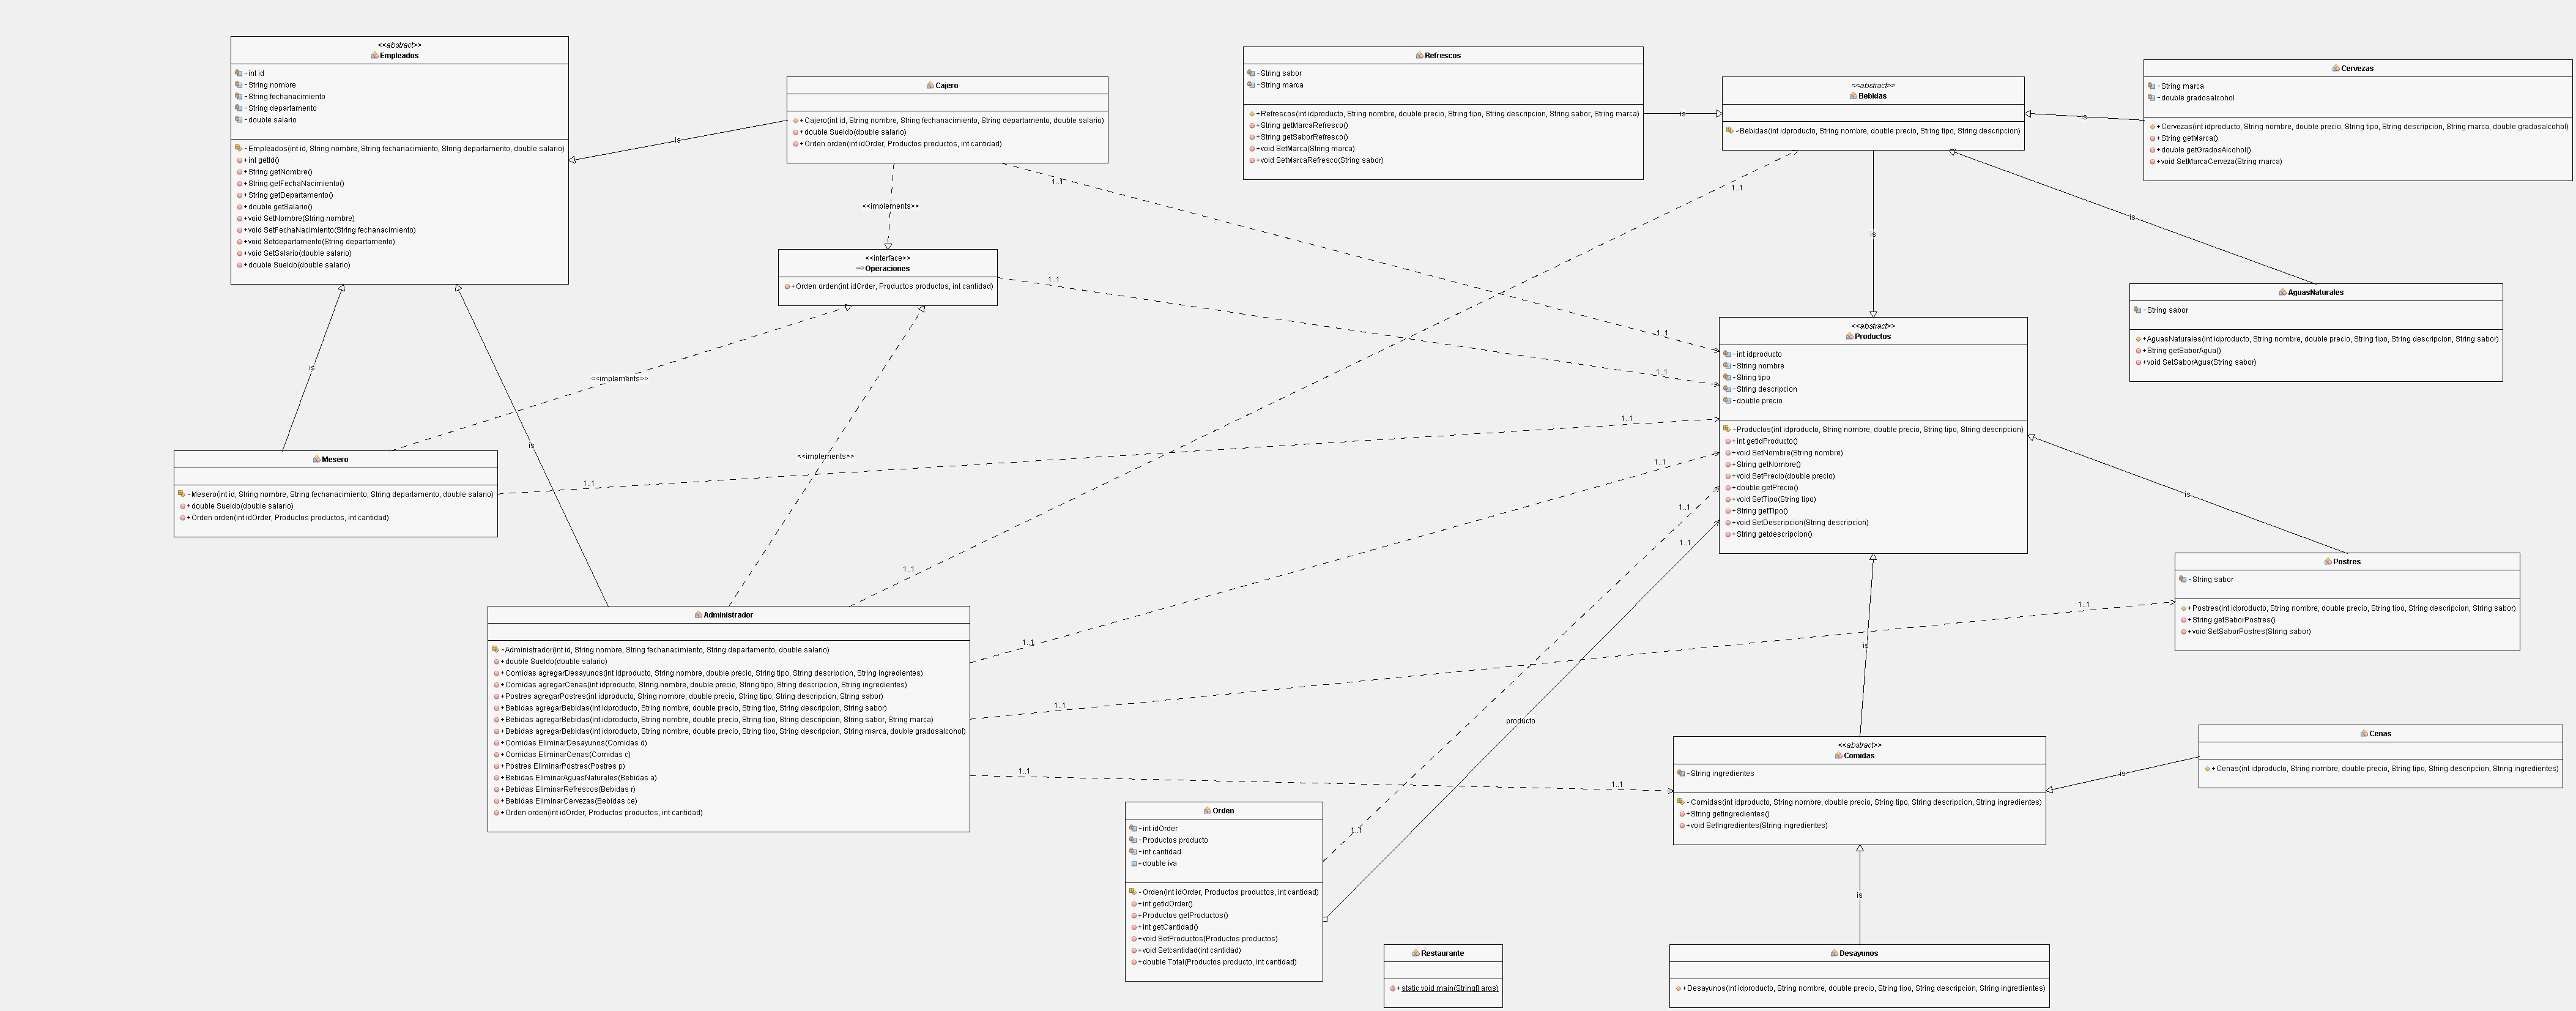 <<abstract>>
Empleados
-int id
-String nombre
-String fechanacimiento
-String departamento
-double salario
-Empleados(int id, String nombre, String fechanacimiento, String departamento, double salario)
+int getId()
+String getNombre()
+String getFechaNacimiento()
+String getDepartamento()
+double getSalario()
+void SetNombre(String nombre)
+void SetFechaNacimiento(String fechanacimiento)
+void Setdepartamento(String departamento)
+void SetSalario(double salario)
+double Sueldo(double salario)
is
Cajero
+Cajero(int id, String nombre, String fechanacimiento, String departamento, double salario)
+double Sueldo(double salario)
+Orden orden(int idOrder, Productos productos, int cantidad)
<<implements>>
1..1
1..1
<<interface>>
Operaciones
+Orden orden(int idOrder, Productos productos, int cantidad)
1..1
1..1
Refrescos
-String sabor
-String marca
+Refrescos(int idproducto, String nombre, double precio, String tipo, String descripcion, String sabor, String marca)
+String getMarcaRefresco()
+String getSaborRefresco()
+void SetMarca(String marca)
+void SetMarcaRefresco(String sabor)
is
<<abstract>>
Bebidas
-Bebidas(int idproducto, String nombre, double precio, String tipo, String descripcion)
is
Cervezas
-String marca
-double gradosalcohol
+Cervezas(int idproducto, String nombre, double precio, String tipo, String descripcion, String marca, double gradosalcohol)
+String getMarca()
+double getGradosAlcohol()
+void SetMarcaCerveza(String marca)
1..1
is
is
AguasNaturales
-String sabor
+AguasNaturales(int idproducto, String nombre, double precio, String tipo, String descripcion, String sabor)
+String getSaborAgua()
+void SetSaborAgua(String sabor)
<<abstract>>
Productos
-int idproducto
-String nombre
-String tipo
-String descripcion
-double precio
-Productos(int idproducto, String nombre, double precio, String tipo, String descripcion)
+int getIdProducto()
+void SetNombre(String nombre)
+String getNombre()
+void SetPrecio(double precio)
+double getPrecio()
+void SetTipo(String tipo)
+String getTipo()
+void SetDescripcion(String descripcion)
+String getdescripcion()
is
<<implements>>
is
<<implements>>
Mesero
-Mesero(int id, String nombre, String fechanacimiento, String departamento, double salario)
+double Sueldo(double salario)
+Orden orden(int idOrder, Productos productos, int cantidad)
1..1
1..1
1..1
1..1
1..1
is
1..1
Administrador
-Administrador(int id, String nombre, String fechanacimiento, String departamento, double salario)
+double Sueldo(double salario)
+Comidas agregarDesayunos(int idproducto, String nombre, double precio, String tipo, String descripcion, String ingredientes)
+Comidas agregarCenas(int idproducto, String nombre, double precio, String tipo, String descripcion, String ingredientes)
+Postres agregarPostres(int idproducto, String nombre, double precio, String tipo, String descripcion, String sabor)
+Bebidas agregarBebidas(int idproducto, String nombre, double precio, String tipo, String descripcion, String sabor)
+Bebidas agregarBebidas(int idproducto, String nombre, double precio, String tipo, String descripcion, String sabor, String marca)
+Bebidas agregarBebidas(int idproducto, String nombre, double precio, String tipo, String descripcion, String marca, double gradosalcohol)
+Comidas EliminarDesayunos(Comidas d)
+Comidas EliminarCenas(Comidas c)
+Postres EliminarPostres(Postres p)
+Bebidas EliminarAguasNaturales(Bebidas a)
+Bebidas EliminarRefrescos(Bebidas r)
+Bebidas EliminarCervezas(Bebidas ce)
+Orden orden(int idOrder, Productos productos, int cantidad)
1..1
1..1
1..1
1..1
1..1
Postres
-String sabor
+Postres(int idproducto, String nombre, double precio, String tipo, String descripcion, String sabor)
+String getSaborPostres()
+void SetSaborPostres(String sabor)
is
producto
<<abstract>>
Comidas
-String ingredientes
-Comidas(int idproducto, String nombre, double precio, String tipo, String descripcion, String ingredientes)
+String getIngredientes()
+void SetIngredientes(String ingredientes)
is
Cenas
+Cenas(int idproducto, String nombre, double precio, String tipo, String descripcion, String ingredientes)
Orden
-int idOrder
-Productos producto
-int cantidad
+double iva
-Orden(int idOrder, Productos productos, int cantidad)
+int getIdOrder()
+Productos getProductos()
+int getCantidad()
+void SetProductos(Productos productos)
+void Setcantidad(int cantidad)
+double Total(Productos producto, int cantidad)
1..1
is
Restaurante
+static void main(String[] args)
Desayunos
+Desayunos(int idproducto, String nombre, double precio, String tipo, String descripcion, String ingredientes)